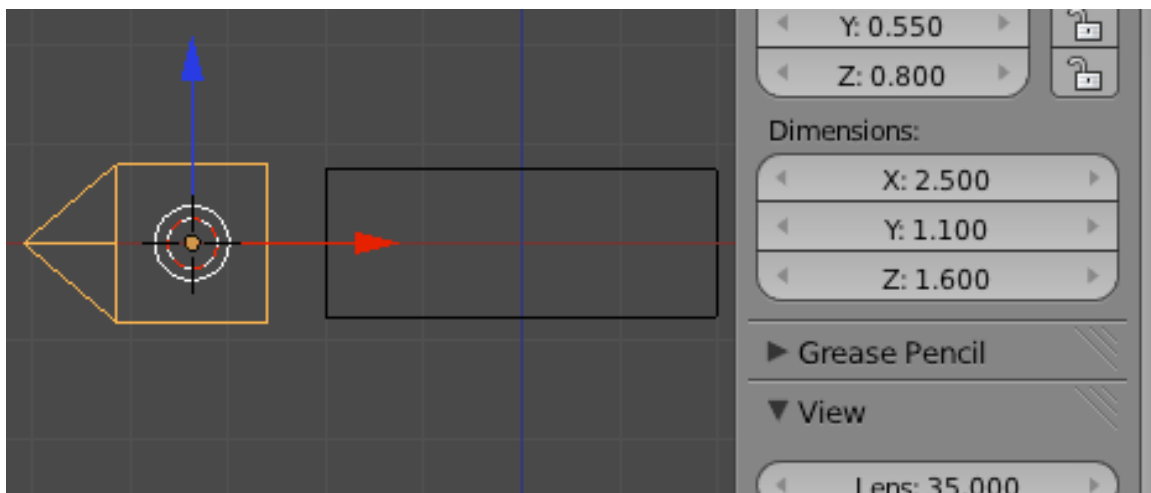 Y: 0.550
Z: 0.800
Dimensions:
X: 2.500
Y: 1.100
Z: 1.600
Grease Pencil
View
Lens: 35.000